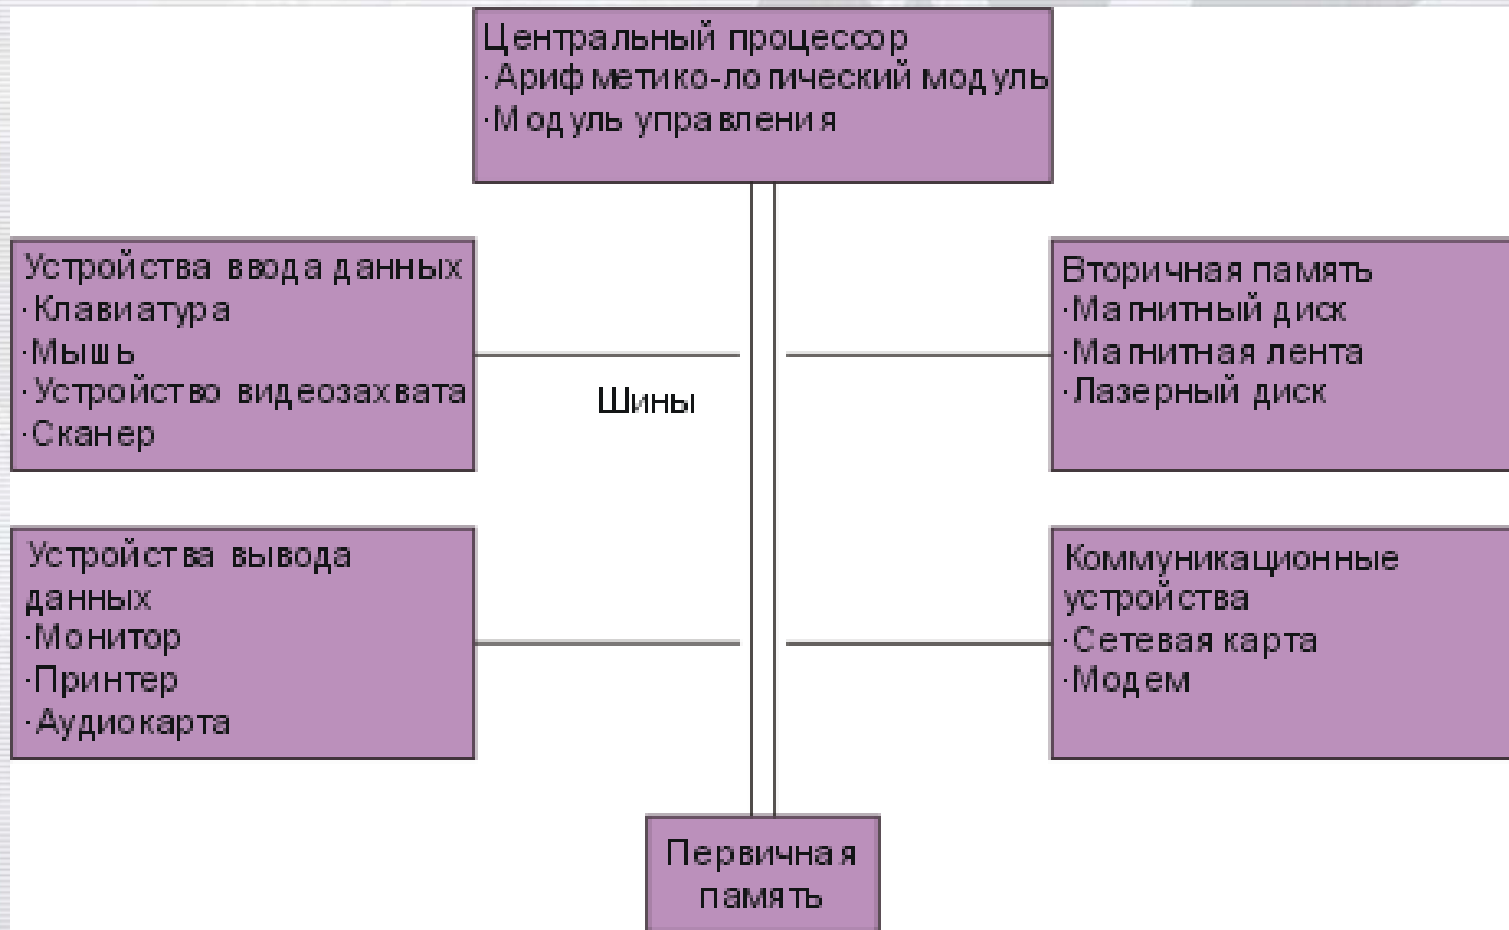 Центральный процессор
·Арифметико-логический модуль
·Модуль управления
Устройства ввода данных
·Клавиатура
·Мышь
·Устройство видеозахвата
·Сканер
Шины
Вторичная память
·Магнитный диск
·Магнитная лента
·Лазерный диск
Устройства вывода
данных
·Монитор
·Принтер
·Аудиокарта
Коммуникационные
устройства
·Сетевая карта
·Модем
Первичная
память